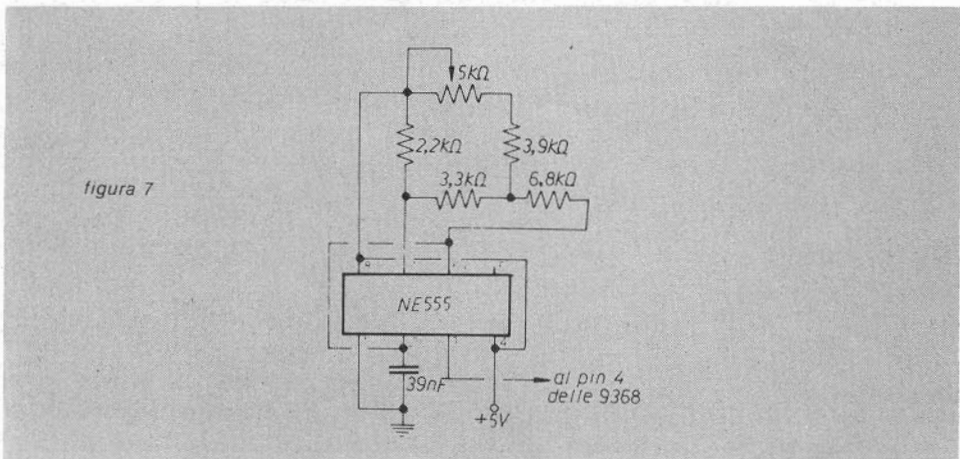 5kΩ
2,2kΩ
3,9kΩ
3,3kΩ
6,8kΩ
figura 7
NE555
39nF
al pin 4
delle 9368
+5V